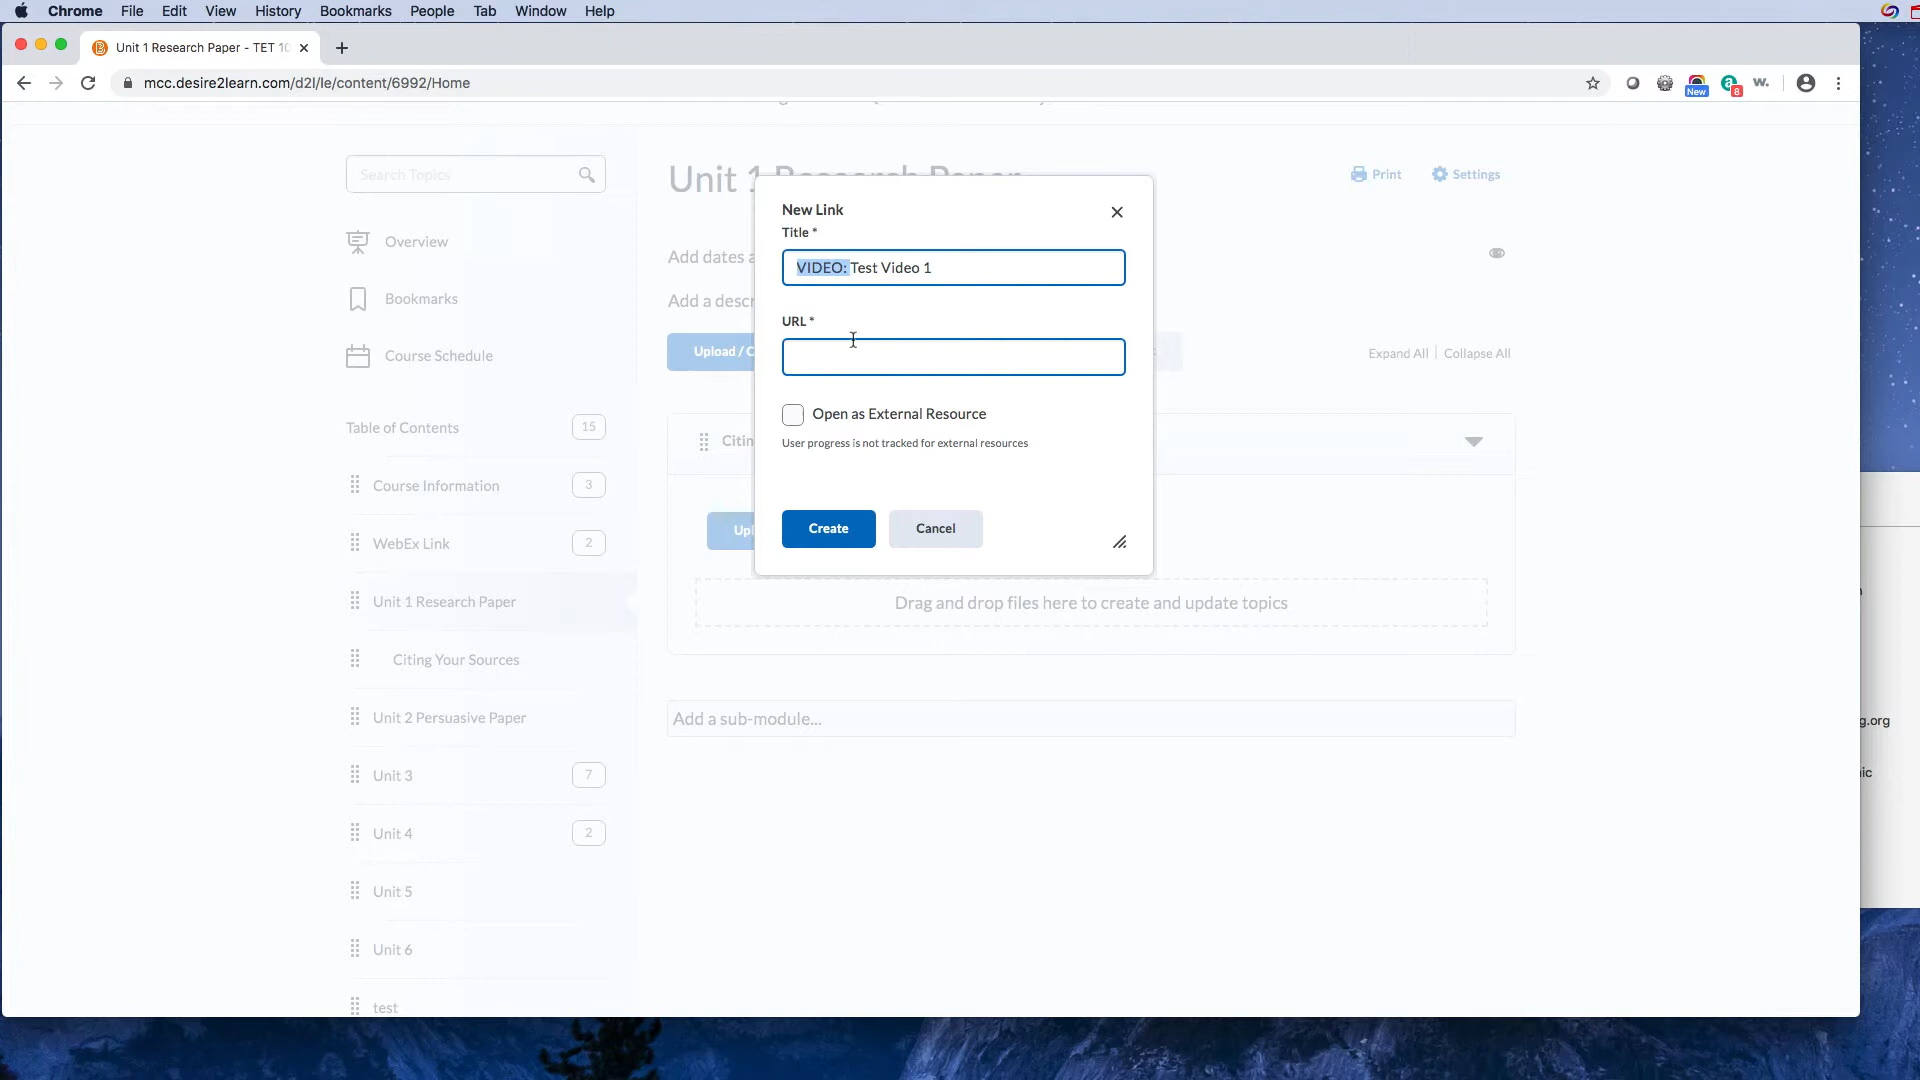 Chrome File Edit View History Bookmarks People Tab Window Help
Unit 1 Research Paper - TET 10
mcc.desire2learn.com/d2l/le/content/6992/Home
New
8
W.
Search Topics
Overview
Bookmarks
Course Schedule
Table of Contents 15
Course Information 3
WebEx Link 2
Unit 1 Research Paper
Citing Your Sources
Unit 2 Persuasive Paper
Unit 3 7
Unit 4 2
Unit 5
Unit 6
test
Unit 1 Research Paper
Print Settings
Add dates a
Add a descr
Upload / C
Expand All | Collapse All
Citin
Upl
Drag and drop files here to create and update topics
Add a sub-module...
New Link
Title *
VIDEO: Test Video 1
URL *
Open as External Resource
User progress is not tracked for external resources
Create Cancel
g.org
ic